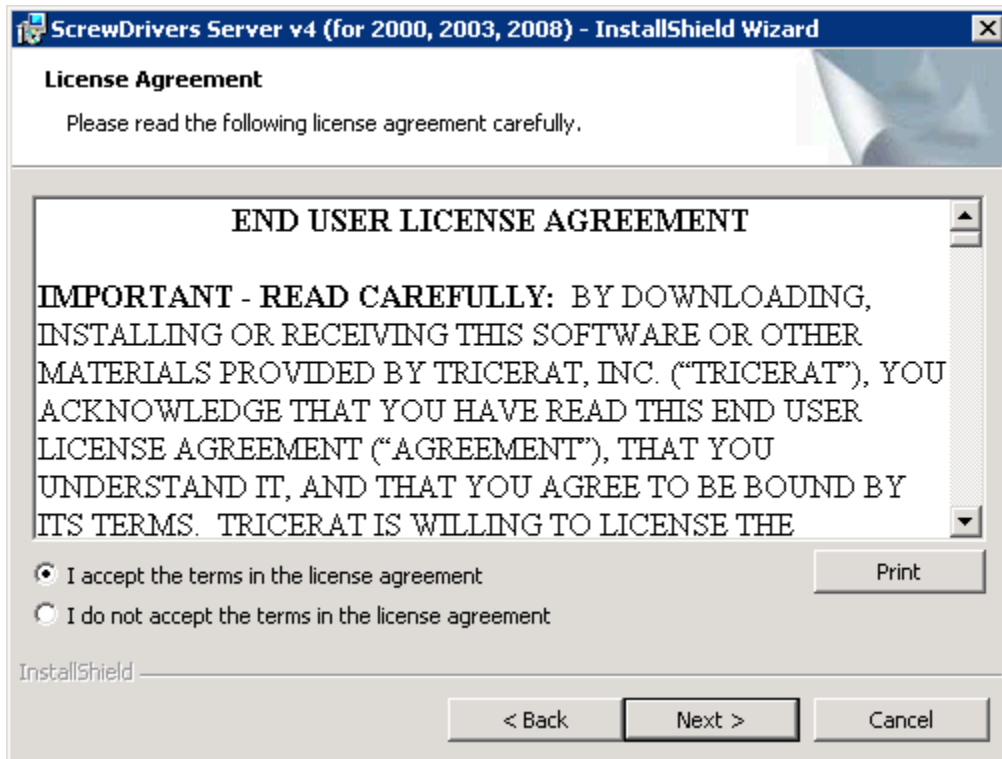 ScrewDrivers Server v4 (for 2000, 2003, 2008) - InstallShield Wizard
License Agreement
Please read the following license agreement carefully.
END USER LICENSE AGREEMENT
IMPORTANT - READ CAREFULLY: BY DOWNLOADING,
INSTALLING OR RECEIVING THIS SOFTWARE OR OTHER
MATERIALS PROVIDED BY TRICERAT, INC. (“TRICERAT”), YOU
ACKNOWLEDGE THAT YOU HAVE READ THIS END USER
LICENSE AGREEMENT (“AGREEMENT”), THAT YOU
UNDERSTAND IT, AND THAT YOU AGREE TO BE BOUND BY
ITS TERMS. TRICERAT IS WILLING TO LICENSE THE
I accept the terms in the license agreement
Print
I do not accept the terms in the license agreement
InstallShield
< Back
Next >
Cancel